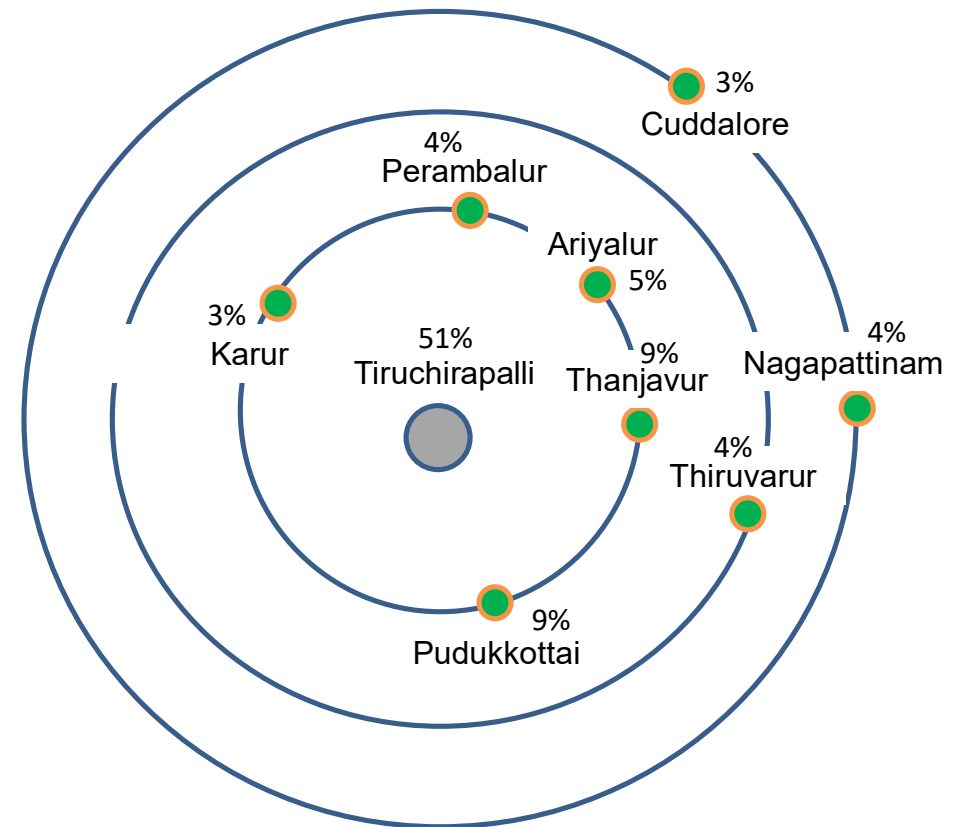 3%
Cuddalore
4%
Perambalur
Ariyalur
5%
3%
Karur
51%
Tiruchirapalli
9%
Thanjavur
4%
Nagapattinam
4%
Thiruvarur
9%
Pudukkottai